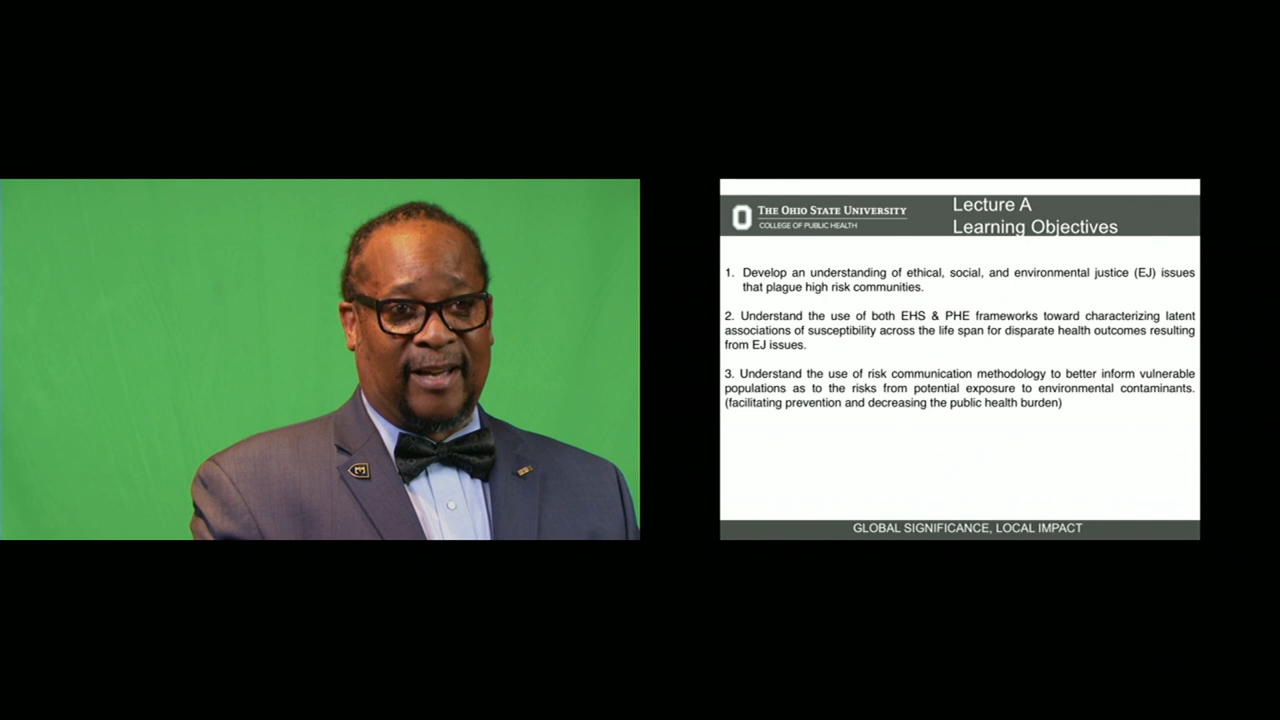 THE OHIO STATE UNIVERSITY
COLLEGE OF PUBLIC HEALTH
Lecture A
Learning Objectives
1. Develop an understanding of ethical, social, and environmental justice (EJ) issues
that plague high risk communities.
2. Understand the use of both EHS & PHE frameworks toward characterizing latent
associations of susceptibility across the life span for disparate health outcomes resulting
from EJ issues.
3. Understand the use of risk communication methodology to better inform vulnerable
populations as to the risks from potential exposure to environmental contaminants.
(facilitating prevention and decreasing the public health burden)
GLOBAL SIGNIFICANCE, LOCAL IMPACT